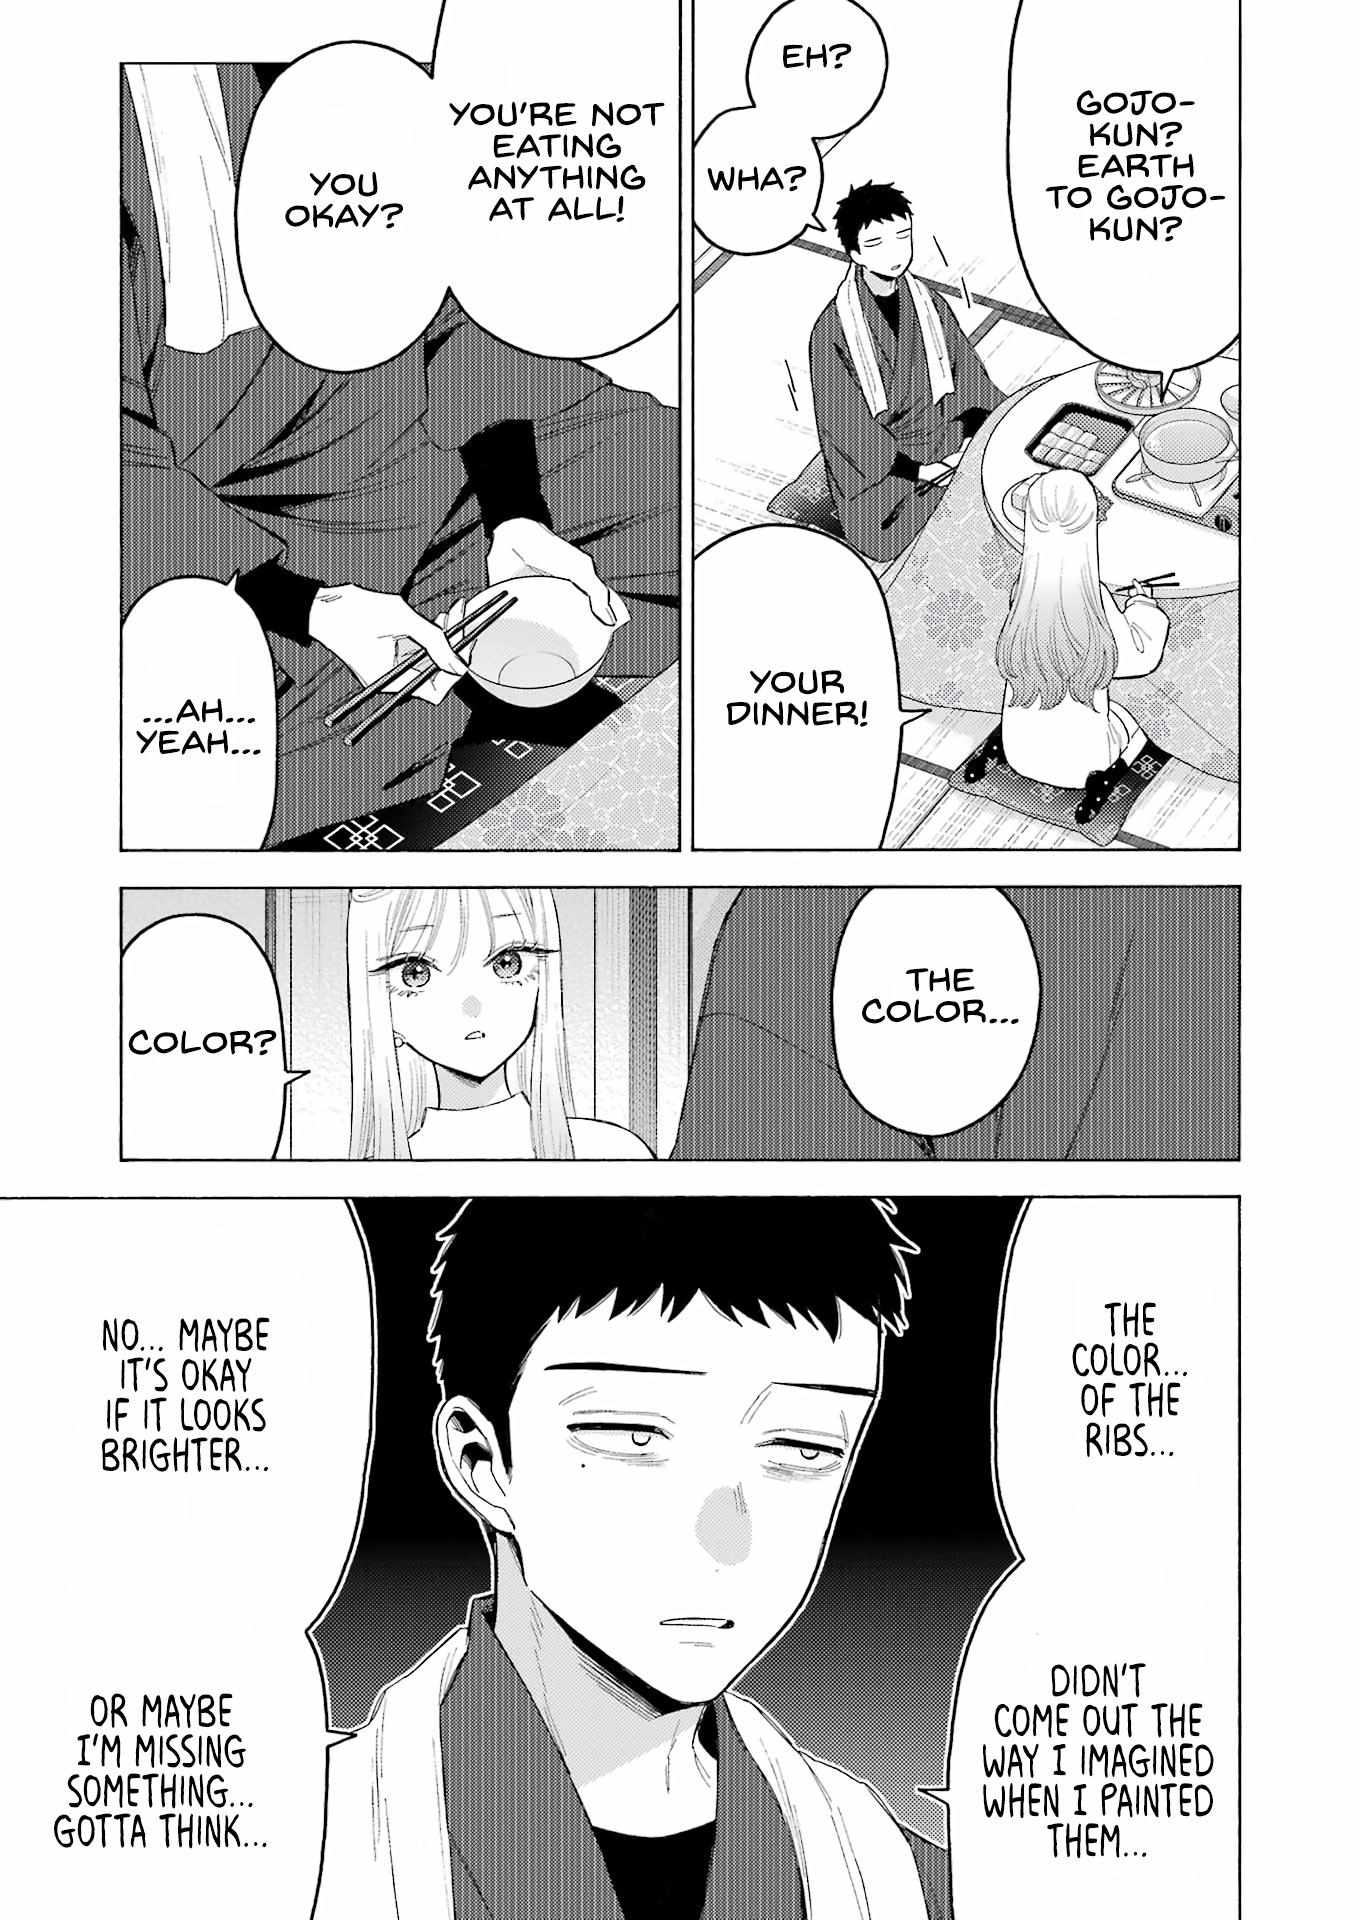 GOJO-
KUN?
EARTH
TO GOJO-
KUN?
EH?
WHA?
YOUR
DINNER!
YOU'RE NOT
EATING
ANYTHING
AT ALL!
YOU
OKAY?
...AH...
YEAH...
THE
COLOR...
COLOR?
THE
COLOR...
OF THE
RIBS...
DIDN'T
COME OUT THE
WAY I IMAGINED
WHEN I PAINTED
THEM...
NO... MAYBE
IT'S OKAY
IF IT LOOKS
BRIGHTER...
OR MAYBE
I'M MISSING
SOMETHING...
GOTTA THINK...